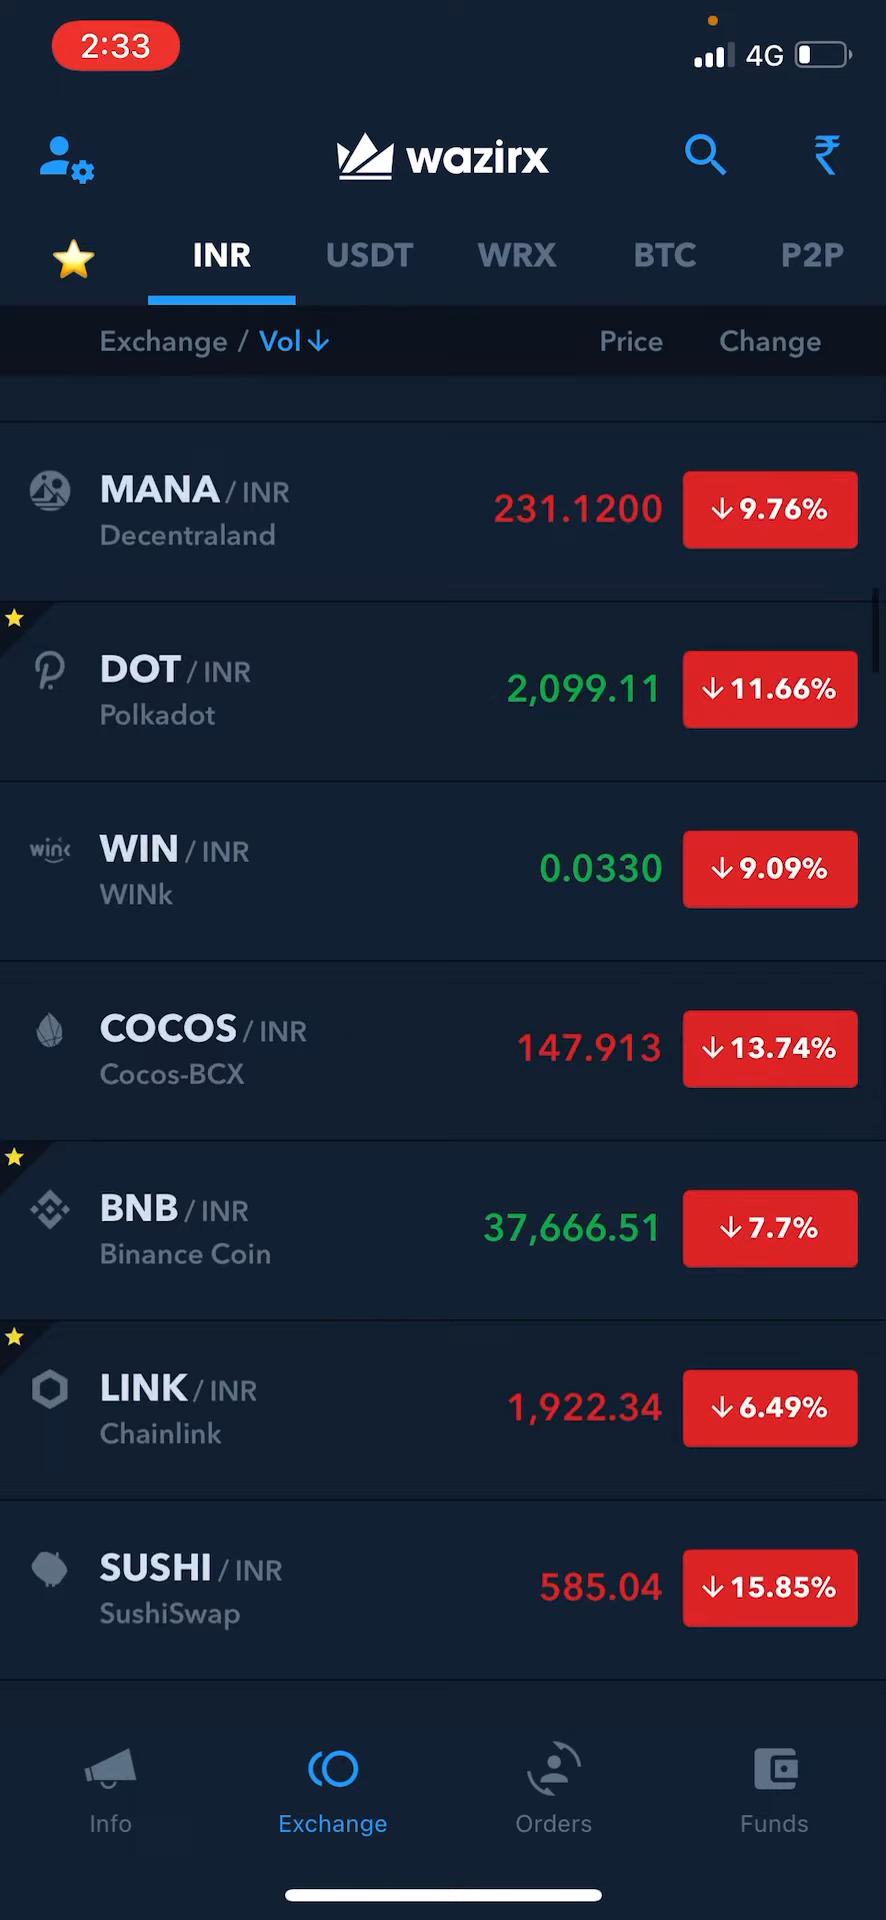 2:33
4G
wazirx
₹
INR USDT WRX BTC P2P
Exchange / Vol↓ Price Change
MANA / INR
231.1200 ↓ 9.76%
Decentraland
DOT / INR
2,099.11 ↓ 11.66%
Polkadot
winc
WIN / INR
0.0330 ↓ 9.09%
WINk
COCOS / INR
147.913 ↓ 13.74%
Cocos-BCX
BNB / INR
37,666.51 ↓ 7.7%
Binance Coin
LINK / INR
1,922.34 ↓ 6.49%
Chainlink
SUSHI / INR
585.04 ↓ 15.85%
SushiSwap
Info Exchange Orders Funds